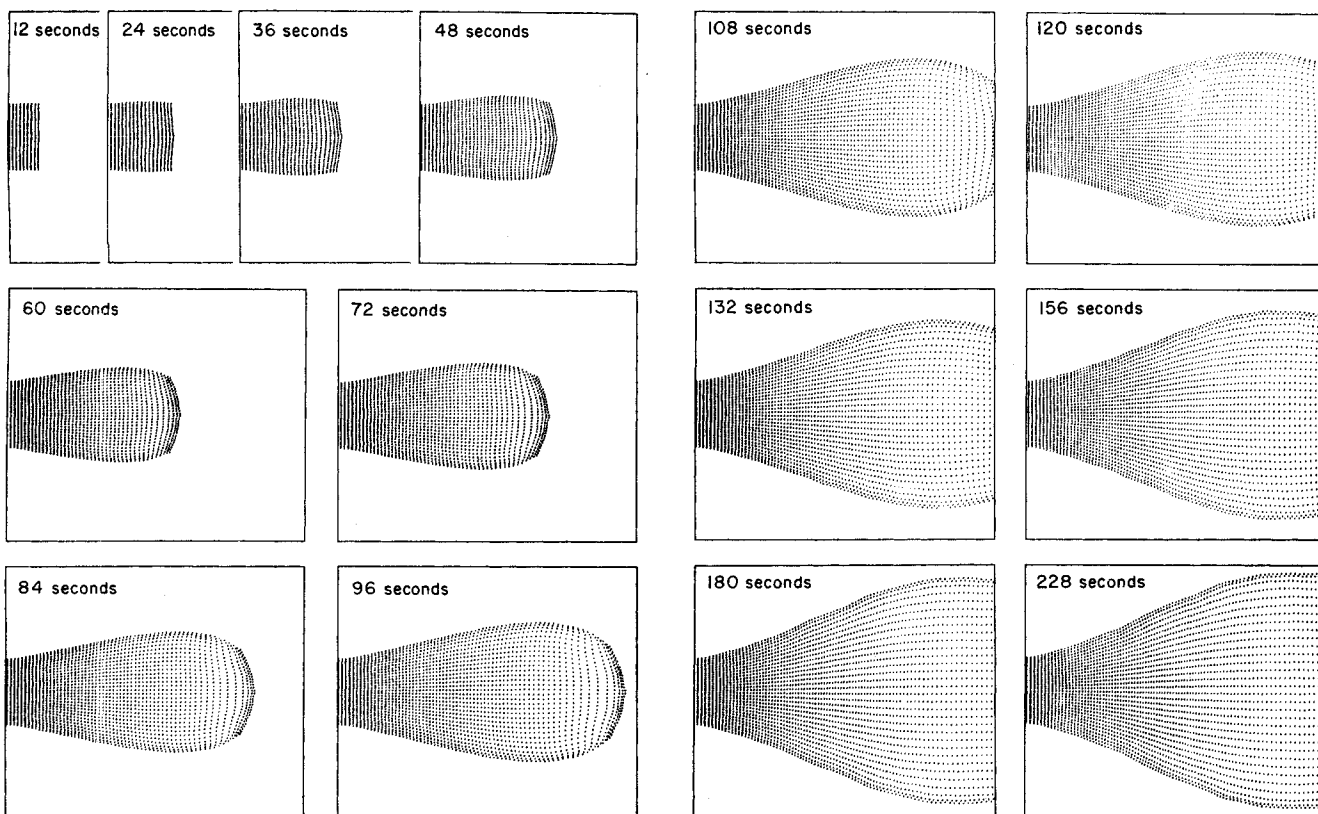 12 seconds
24 seconds
36 seconds
48 seconds
108 seconds
120 seconds
60 seconds
72 seconds
132 seconds
156 seconds
84 seconds
96 seconds
180 seconds
228 seconds